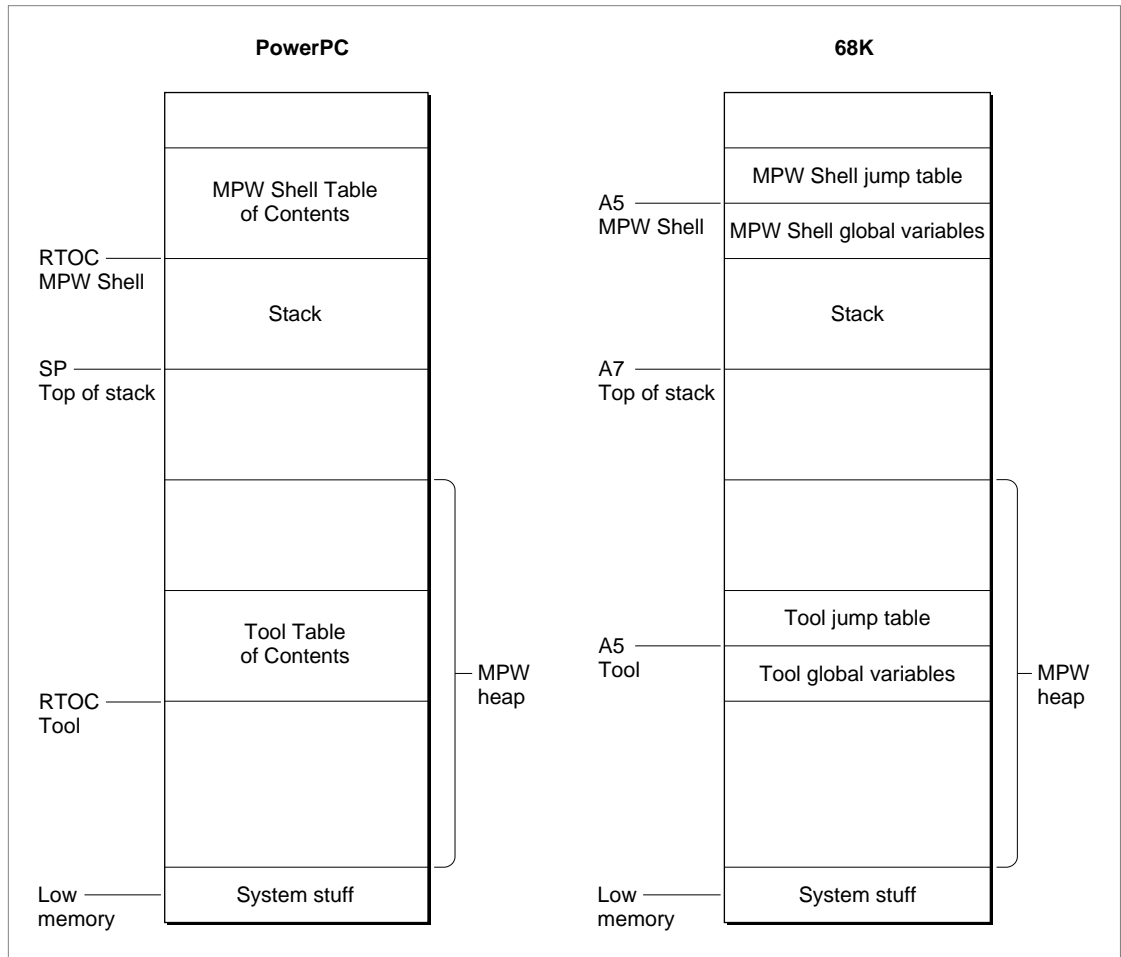 PowerPC
MPW Shell Table
of Contents
RTOC
MPW Shell
Stack
SP
Top of stack
Tool Table
of Contents
MPW
heap
RTOC
Tool
Low
memory
System stuff
68K
MPW Shell jump table
A5
MPW Shell
MPW Shell global variables
Stack
A7
Top of stack
Tool jump table
A5
Tool
Tool global variables
MPW
heap
Low
memory
System stuff